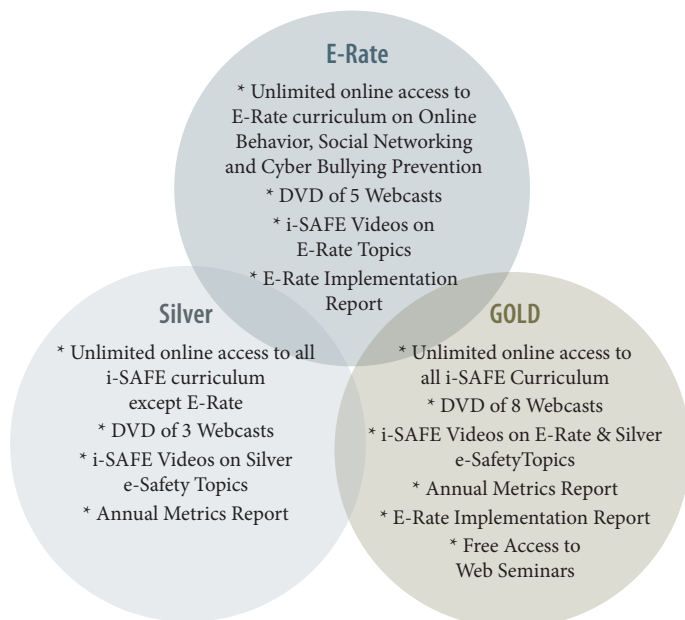 E-Rate
* Unlimited online access to
E-Rate curriculum on Online
Behavior, Social Networking
and Cyber Bullying Prevention
* DVD of 5 Webcasts
* i-SAFE Videos on
E-Rate Topics
* E-Rate Implementation
Report
Silver
* Unlimited online access to all
i-SAFE curriculum
except E-Rate
* DVD of 3 Webcasts
* i-SAFE Videos on Silver
e-Safety Topics
* Annual Metrics Report
GOLD
* Unlimited online access to
all i-SAFE Curriculum
* DVD of 8 Webcasts
* i-SAFE Videos on E-Rate & Silver
e-SafetyTopics
* Annual Metrics Report
* E-Rate Implementation Report
* Free Access to
Web Seminars